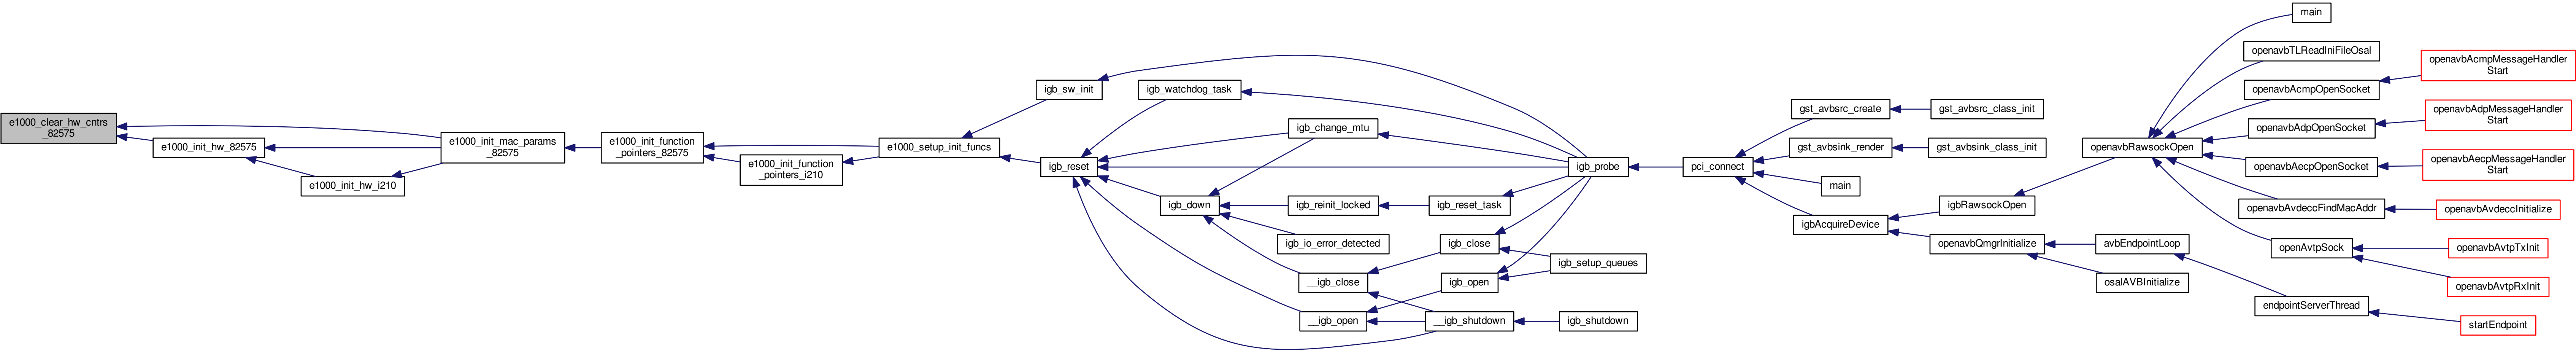 e1000_clear_hw_cntrs
_82575
e1000_init_hw_82575
e1000_init_hw_i210
e1000_init_mac_params
_82575
e1000_init_function
_pointers_82575
e1000_init_function
_pointers_i210
e1000_setup_init_funcs
igb_sw_init
igb_reset
igb_watchdog_task
igb_change_mtu
igb_down
igb_reinit_locked
igb_reset_task
igb_io_error_detected
__igb_close
__igb_open
igb_close
igb_open
igb_setup_queues
__igb_shutdown
igb_shutdown
igb_probe
pci_connect
gst_avbsrc_create
gst_avbsrc_class_init
gst_avbsink_render
gst_avbsink_class_init
main
igbAcquireDevice
igbRawsockOpen
openavbQmgrInitialize
avbEndpointLoop
osalAVBInitialize
openavbRawsockOpen
main
openavbTLReadIniFileOsal
openavbAcmpOpenSocket
openavbAcmpMessageHandler
Start
openavbAdpOpenSocket
openavbAdpMessageHandler
Start
openavbAecpOpenSocket
openavbAecpMessageHandler
Start
openavbAvdeccFindMacAddr
openavbAvdeccInitialize
openAvtpSock
openavbAvtpTxInit
openavbAvtpRxInit
endpointServerThread
startEndpoint